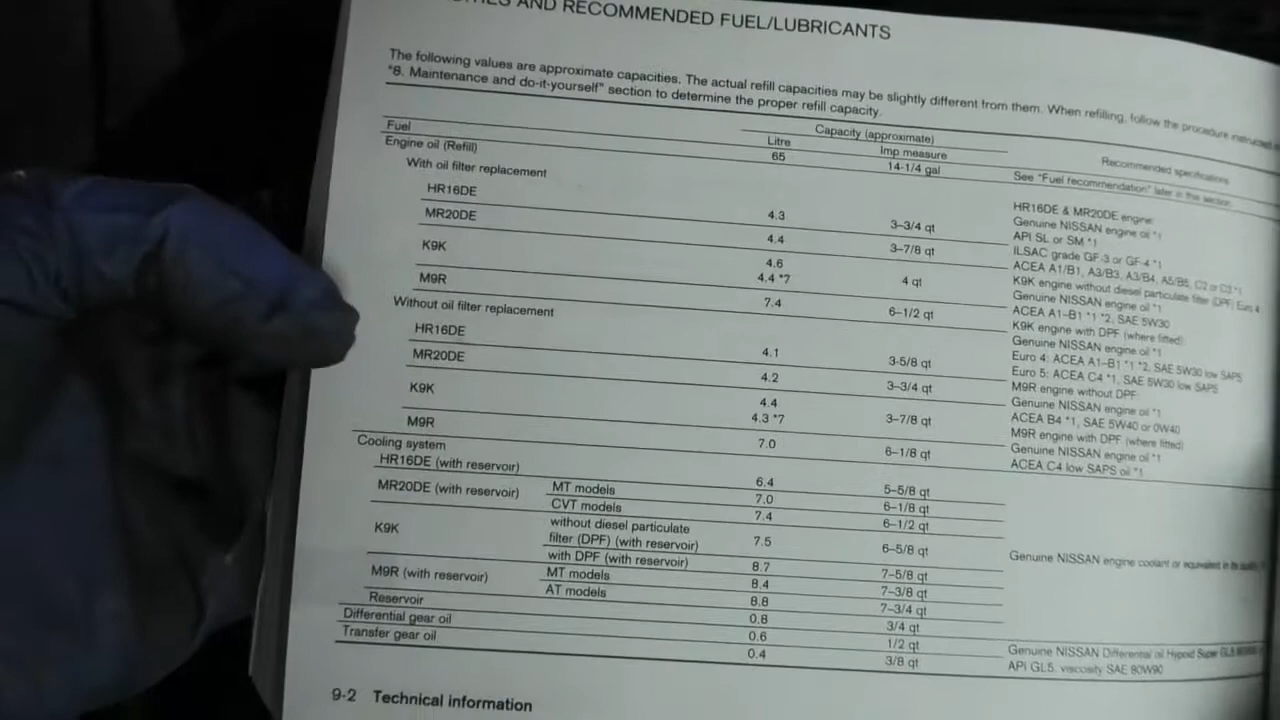 AND RECOMMENDED FUEL/LUBRICANTS
The following values are approximate capacities. The actual refill capacities may be slightly different from them. When refilling, follow the procedure instructed
"8. Maintenance and do-it-yourself" section to determine the proper refill capacity.
Capacity (approximate)
Recommended specifications
Litre Imp measure
Fuel 65 14-1/4 gal See "Fuel recommendation" later in this section.
Engine oil (Refill)
With oil filter replacement
HR16DE 4.3 3–3/4 qt
MR20DE 4.4 3–7/8 qt
K9K 4.6 4 qt
4.4 *7
M9R 7.4 6–1/2 qt
Without oil filter replacement
HR16DE 4.1 3-5/8 qt
MR20DE 4.2 3–3/4 qt
K9K 4.4 3–7/8 qt
4.3 *7
M9R 7.0 6–1/8 qt
HR16DE & MR20DE engine:
Genuine NISSAN engine oil *1
API SL or SM *1
ILSAC grade GF-3 or GF-4 *1
ACEA A1/B1, A3/B3, A3/B4, A5/B5, C2 or C3 *1
K9K engine without diesel particulate filter (DPF) Euro 4
Genuine NISSAN engine oil *1
ACEA A1–B1 *1 *2, SAE 5W30
K9K engine with DPF (where fitted):
Genuine NISSAN engine oil *1
Euro 4: ACEA A1–B1 *1 *2, SAE 5W30 low SAPS
Euro 5: ACEA C4 *1, SAE 5W30 low SAPS
M9R engine without DPF:
Genuine NISSAN engine oil *1
ACEA B4 *1, SAE 5W40 or 0W40
M9R engine with DPF (where fitted)
Genuine NISSAN engine oil *1
ACEA C4 low SAPS oil *1
Cooling system
HR16DE (with reservoir) 6.4 5–5/8 qt
MR20DE (with reservoir) MT models 7.0 6–1/8 qt
CVT models 7.4 6–1/2 qt
K9K without diesel particulate
filter (DPF) (with reservoir) 7.5 6–5/8 qt
with DPF (with reservoir) 8.7 7–5/8 qt
M9R (with reservoir) MT models 8.4 7–3/8 qt
AT models 8.8 7–3/4 qt
Reservoir 0.8 3/4 qt
Genuine NISSAN engine coolant or equivalent in its quality
Differential gear oil 0.6 1/2 qt Genuine NISSAN Differential oil Hypoid Super GL5
Transfer gear oil 0.4 3/8 qt API GL5, viscosity SAE 80W90
9-2 Technical information